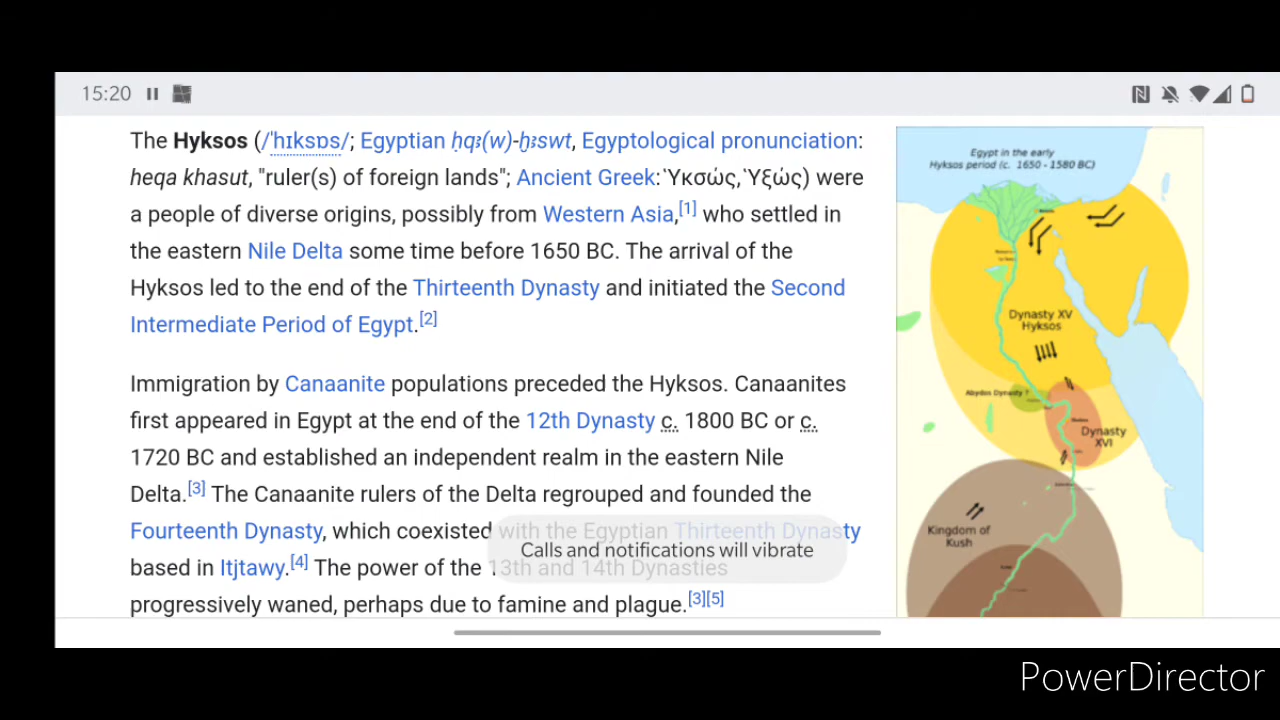 15:20
The Hyksos (/ˈhɪksɒs/; Egyptian ḥqꜣ(w)-ḫꜣswt, Egyptological pronunciation:
heqa khasut, "ruler(s) of foreign lands"; Ancient Greek:Ὑκσώς,Ὑξώς) were
a people of diverse origins, possibly from Western Asia,[1] who settled in
the eastern Nile Delta some time before 1650 BC. The arrival of the
Hyksos led to the end of the Thirteenth Dynasty and initiated the Second
Intermediate Period of Egypt.[2]
Immigration by Canaanite populations preceded the Hyksos. Canaanites
first appeared in Egypt at the end of the 12th Dynasty c. 1800 BC or c.
1720 BC and established an independent realm in the eastern Nile
Delta.[3] The Canaanite rulers of the Delta regrouped and founded the
Fourteenth Dynasty, which coexisted with the Egyptian Thirteenth Dynasty
based in Itjtawy.[4] The power of the 13th and 14th Dynasties
progressively waned, perhaps due to famine and plague.[3][5]
Calls and notifications will vibrate
Egypt in the early
Hyksos period (c. 1650 - 1580 BC)
Dynasty XV
Hyksos
Abydos Dynasty ?
Dynasty
XVI
Kingdom of
Kush
PowerDirector